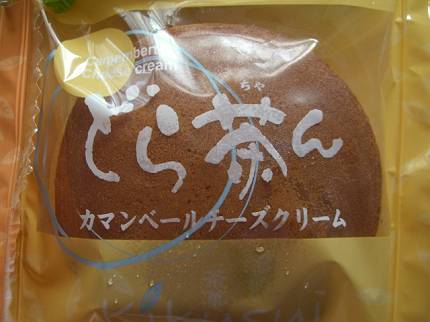 Camembert
Cheese cream
ちゃ
どら茶ん
カマンベールチーズクリーム